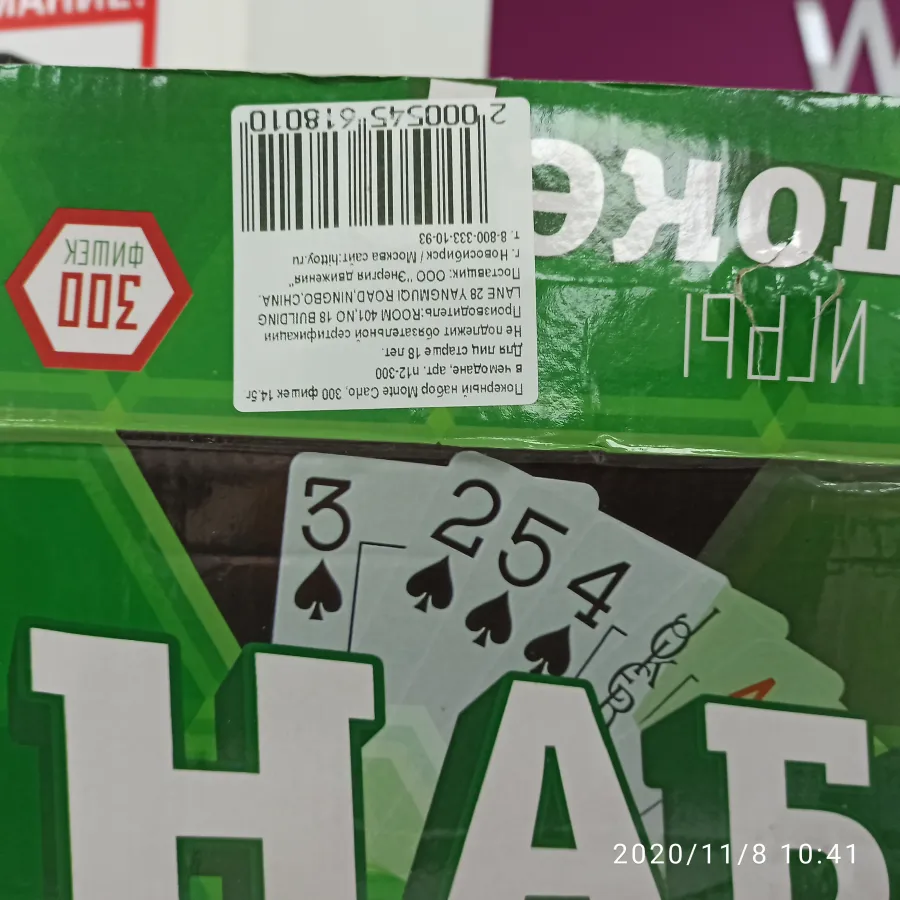 2 000545 618010
т. 8-800-333-10-93
г. Новосибирск / Москва сайт:hitoy.ru
Поставщик: ООО "Энергия движения"
LANE 28 YANGMUQI ROAD,NINGBO,CHINA.
Производитель:ROOM 401,NO 18 BUILDING
Не подлежит обязательной сертификации
Для лиц старше 18 лет.
в чемодане, арт. n12-300
Покерный набор Monte Carlo, 300 фишек 14.5г
300
ФИШЕК
ИГРЫ
поке
3
2
5
4
НАБ
2020/11/8 10:41